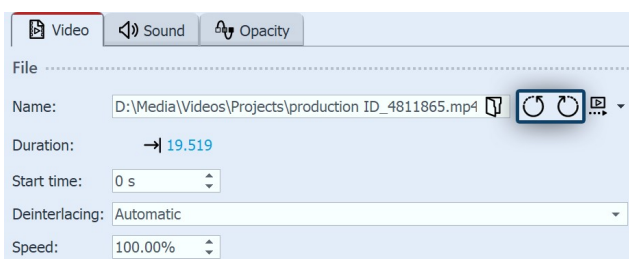 Video Sound Opacity
File
Name: D:\Media\Videos\Projects\production ID_4811865.mp4
Duration: 19.519
Start time: 0 s
Deinterlacing: Automatic
Speed: 100.00%